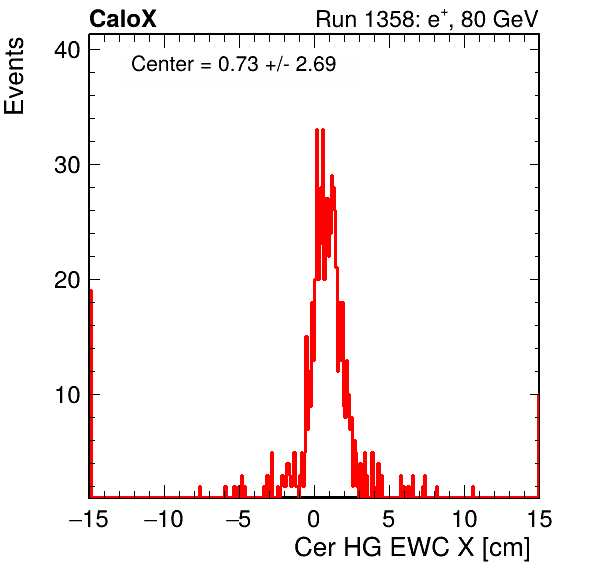 CaloX
Run 1358: e+, 80 GeV
Events
Center = 0.73 +/- 2.69
40
30
20
10
−15
−10
−5
0
5
10
15
Cer HG EWC X [cm]